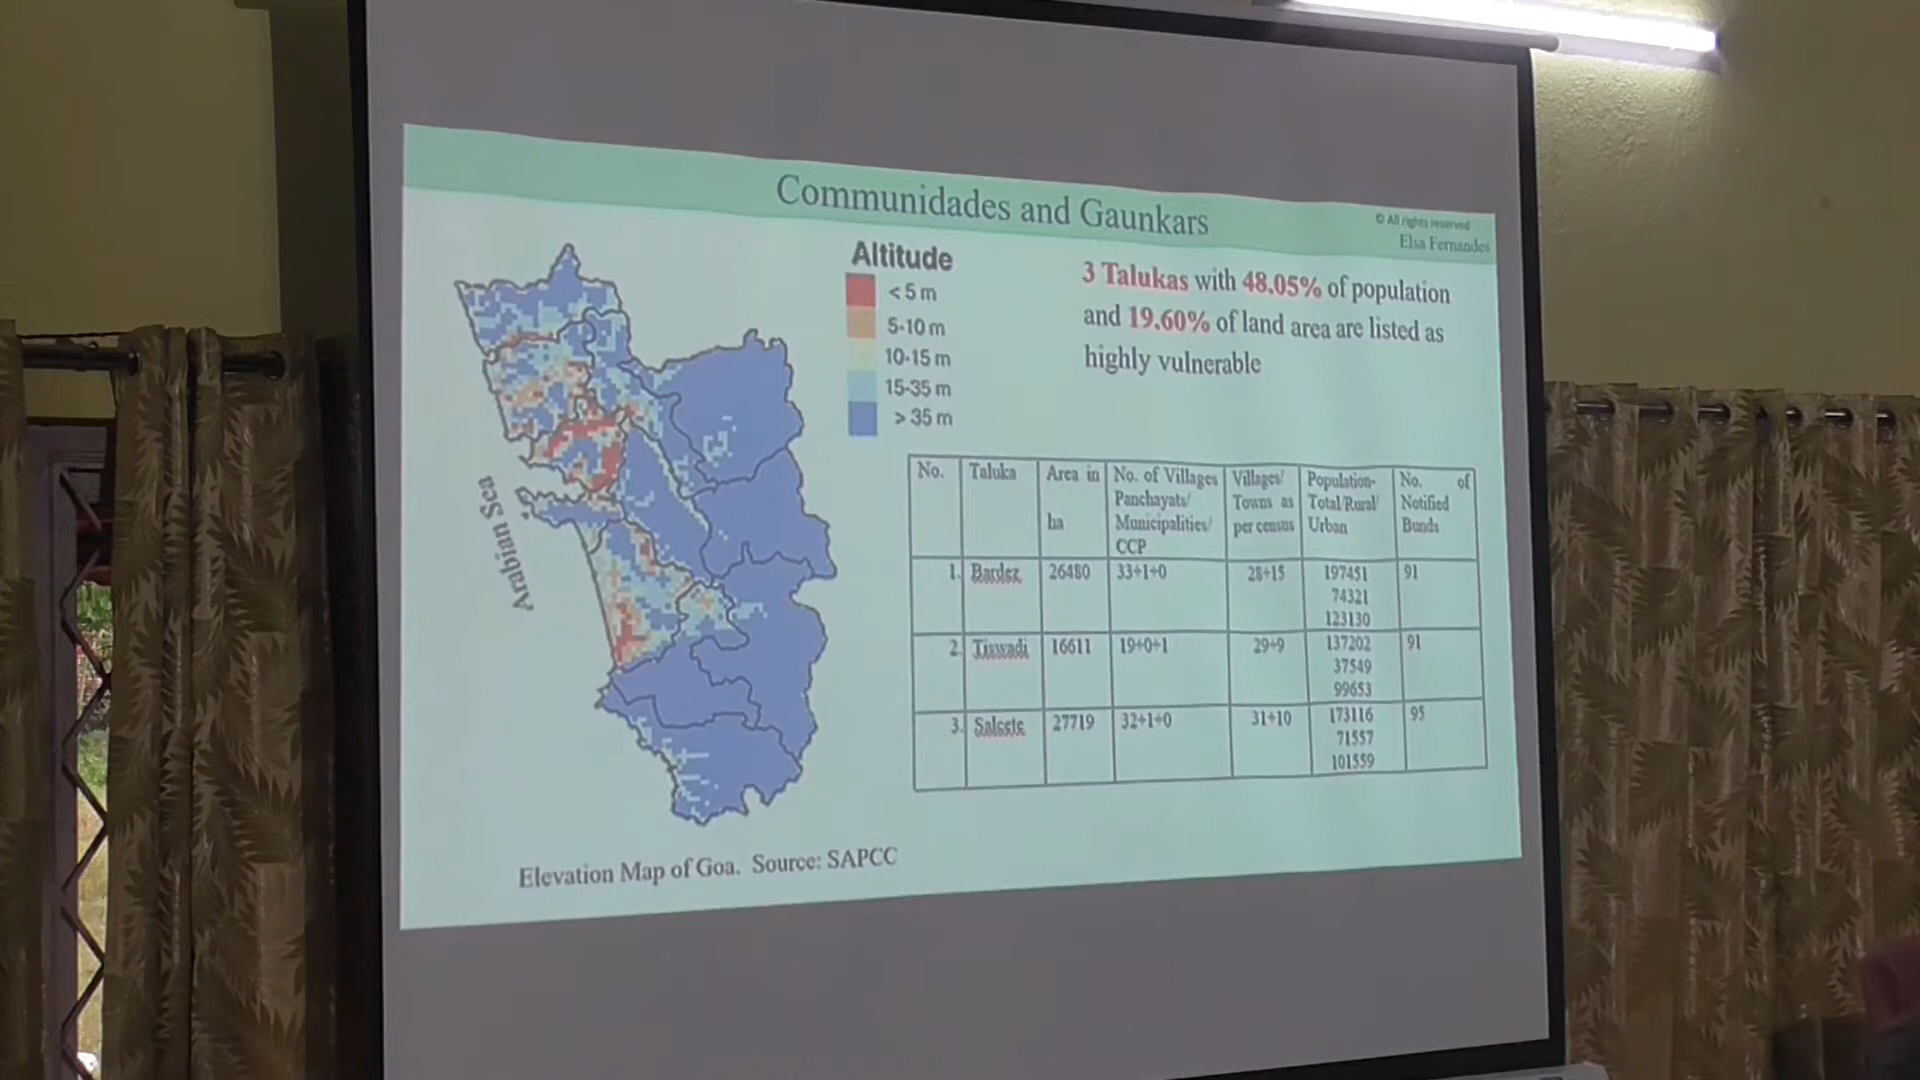 Communidades and Gaunkars
© All rights reserved
Elsa Fernandes
Altitude
< 5 m
5-10 m
10-15 m
15-35 m
> 35 m
3 Talukas with 48.05% of population
and 19.60% of land area are listed as
highly vulnerable
Arabian Sea
No. Taluka Area in ha No. of Villages Panchayats/ Municipalities/ CCP Villages/ Towns as per census Population- Total/Rural/ Urban No. of Notified Bunds
1. Bardez 26480 33+1+0 28+15 197451 74321 123130 91
2. Tiswadi 16611 19+0+1 29+9 137202 37549 99653 91
3. Salcete 27719 32+1+0 31+10 173116 71557 101559 95
Elevation Map of Goa. Source: SAPCC